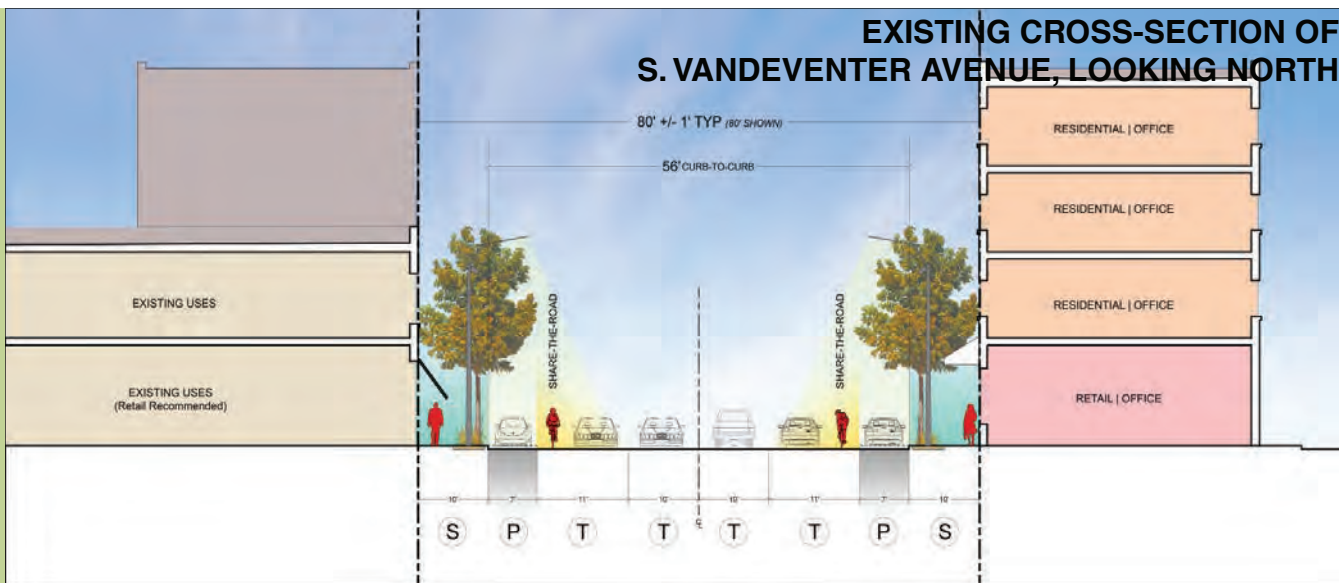 EXISTING CROSS-SECTION OF
S. VANDEVENTER AVENUE, LOOKING NORTH
80' +/- 1' TYP (80' SHOWN)
56' CURB-TO-CURB
RESIDENTIAL | OFFICE
RESIDENTIAL | OFFICE
RESIDENTIAL | OFFICE
RETAIL | OFFICE
EXISTING USES
EXISTING USES
(Retail Recommended)
SHARE-THE-ROAD
SHARE-THE-ROAD
10' 7' 11' 10' 10' 11' 7' 10'
S P T T ℄ T T P S